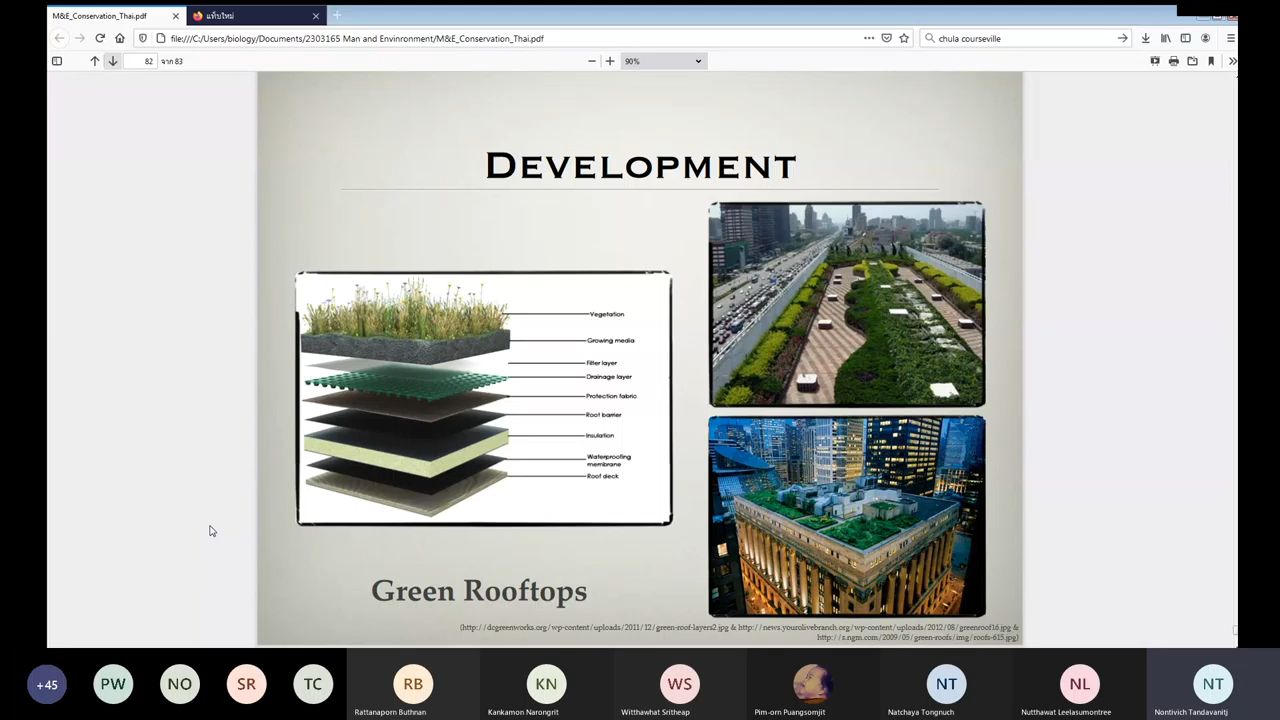 M&E_Conservation_Thai.pdf
แท็บใหม่
file:///C:/Users/biology/Documents/2303165 Man and Envinronment/M&E_Conservation_Thai.pdf
chula courseville
82
จาก 83
90%
DEVELOPMENT
Vegetation
Growing media
Filter layer
Drainage layer
Protection fabric
Root barrier
Insulation
Waterproofing
membrane
Roof deck
Green Rooftops
(http://dcgreenworks.org/wp-content/uploads/2011/12/green-roof-layers2.jpg & http://news.yourolivebranch.org/wp-content/uploads/2012/08/greenroof16.jpg &
http://s.ngm.com/2009/05/green-roofs/img/roofs-615.jpg)
+45
PW
NO
SR
TC
RB
KN
WS
NT
NL
NT
Rattanaporn Buthnan
Kankamon Narongrit
Witthawhat Sritheap
Pim-orn Puangsomjit
Natchaya Tongnuch
Nutthawat Leelasumontree
Nontivich Tandavanitj